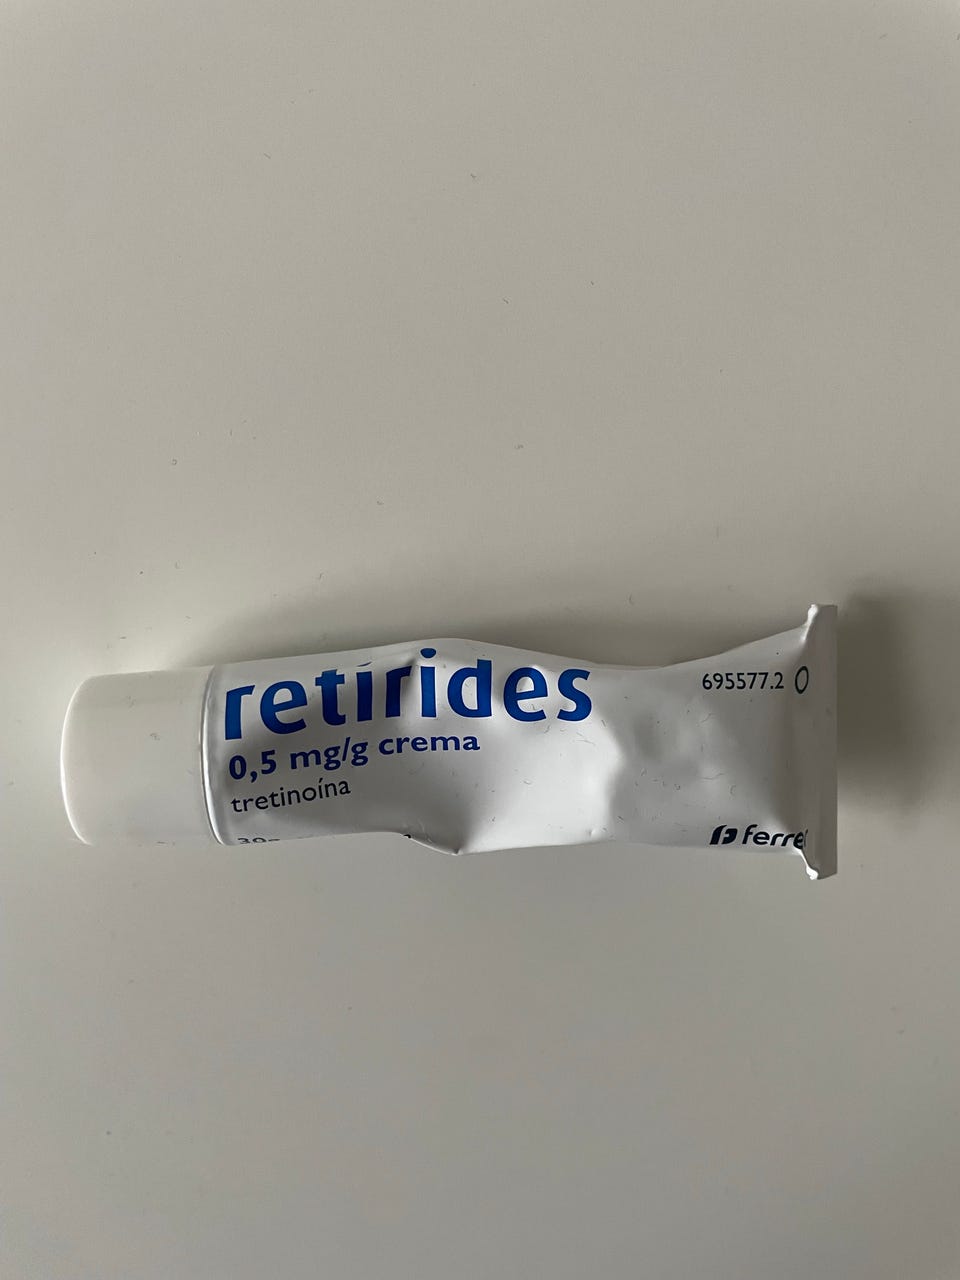 retirides
0,5 mg/g crema
tretinoína
695577.2 O